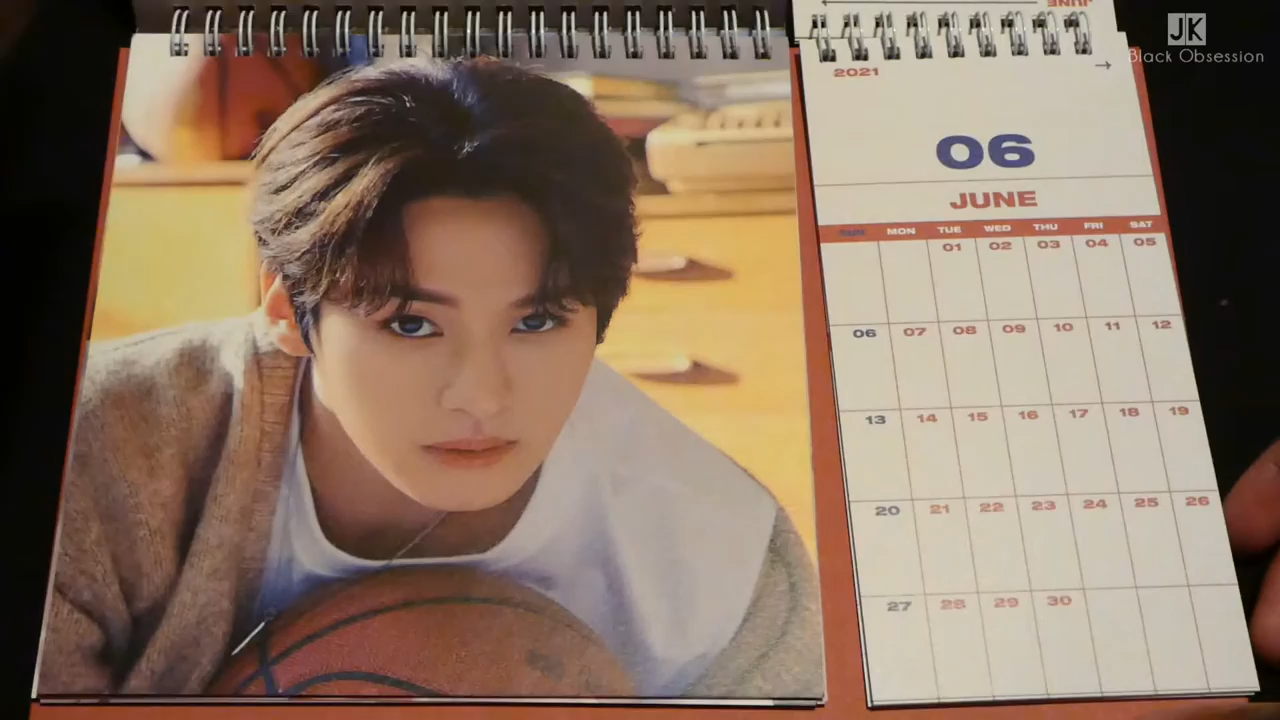 JUNE
JK
Black Obsession
2021
→
06
JUNE
SUN MON TUE WED THU FRI SAT
01 02 03 04 05
06 07 08 09 10 11 12
13 14 15 16 17 18 19
20 21 22 23 24 25 26
27 28 29 30